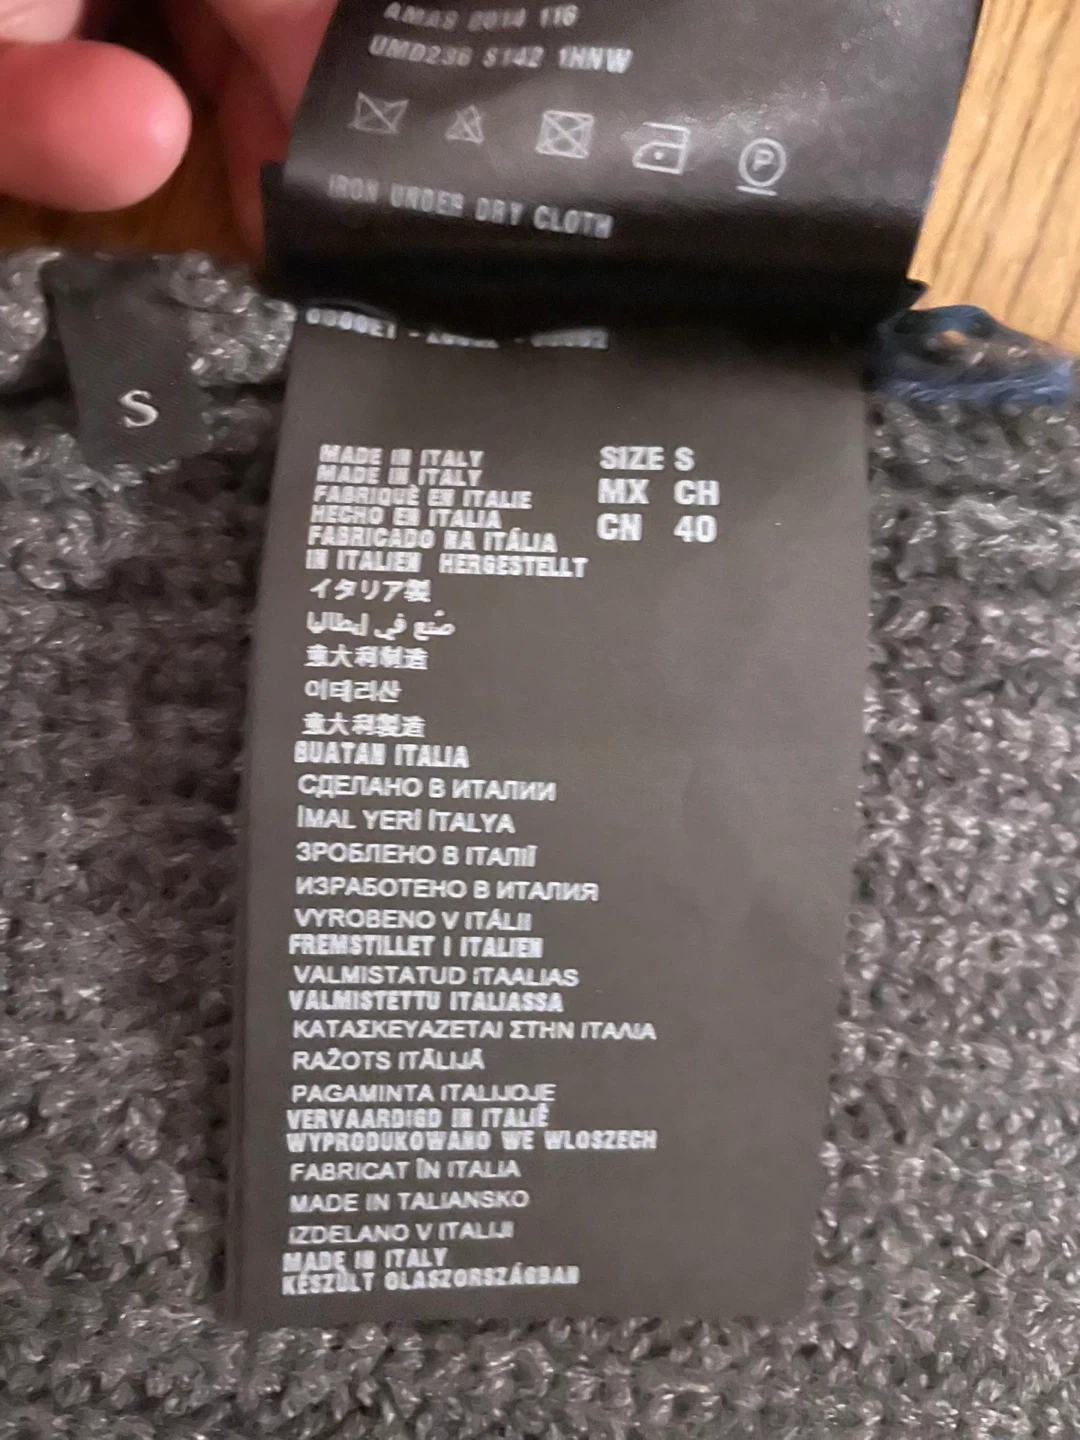 AMAS 2014 116
UMD236 S142 1HNW
P
IRON UNDER DRY CLOTH
S
MADE IN ITALY
MADE IN ITALY
FABRIQUÈ EN ITALIE
HECHO EN ITALIA
FABRICADO NA ITÁLIA
IN ITALIEN HERGESTELLT
イタリア製
صنع في إيطاليا
意大利制造
이태리산
意大利製造
BUATAN ITALIA
СДЕЛАНО В ИТАЛИИ
İMAL YERİ İTALYA
ЗРОБЛЕНО В ІТАЛІЇ
ИЗРАБОТЕНО В ИТАЛИЯ
VYROBENO V ITÁLII
FREMSTILLET I ITALIEN
VALMISTATUD ITAALIAS
VALMISTETTU ITALIASSA
ΚΑΤΑΣΚΕΥΑΖΕΤΑΙ ΣΤΗΝ ΙΤΑΛΙΑ
RAŽOTS ITĀLIJĀ
PAGAMINTA ITALIJOJE
VERVAARDIGD IN ITALIË
WYPRODUKOWANO WE WLOSZECH
FABRICAT ÎN ITALIA
MADE IN TALIANSKO
IZDELANO V ITALIJI
MADE IN ITALY
KÉSZÜLT OLASZORSZÁGBAN
SIZE S
MX CH
CN 40